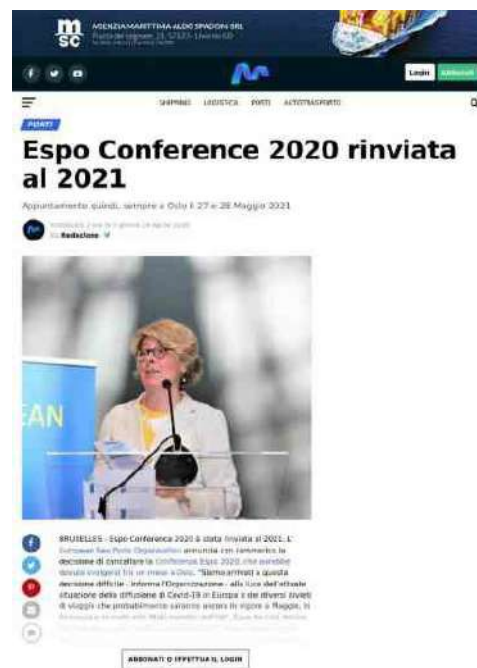 msc
AGENZIA MARITTIMA ALDO SPADONI SRL
Login Abbonati
SHIPPING LOGISTICA PORTI AUTOTRASPORTO
PORTI
Espo Conference 2020 rinviata
al 2021
Appuntamento quindi, sempre a Oslo il 27 e 28 Maggio 2021
Redazione
EAN
BRUXELLES - Espo Conference 2020 è stata rinviata al 2021. L'
European Sea Ports Organisation annuncia con rammarico la
decisione di cancellare la Conferenza Espo 2020, che avrebbe
dovuto svolgersi tra un mese a Oslo. "Siamo arrivati a questa
decisione difficile - informa l'Organizzazione - alla luce dell'attuale
situazione della diffusione di Covid-19 in Europa e dei diversi divieti
di viaggio che probabilmente saranno ancora in vigore a Maggio. In
ABBONATI O EFFETTUA IL LOGIN